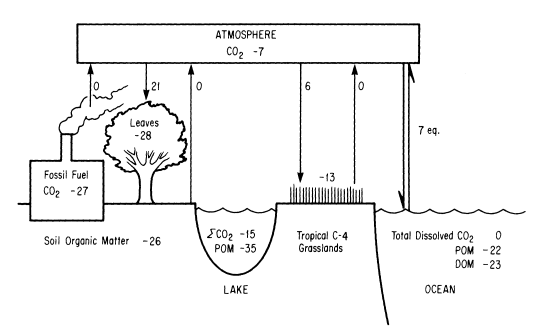 ATMOSPHERE
CO₂ -7
0
21
0
6
0
7 eq.
Leaves
-28
Fossil Fuel
CO₂ -27
-13
Soil Organic Matter -26
ΣCO₂ -15
POM -35
Tropical C-4
Grasslands
Total Dissolved CO₂ 0
POM -22
DOM -23
LAKE
OCEAN